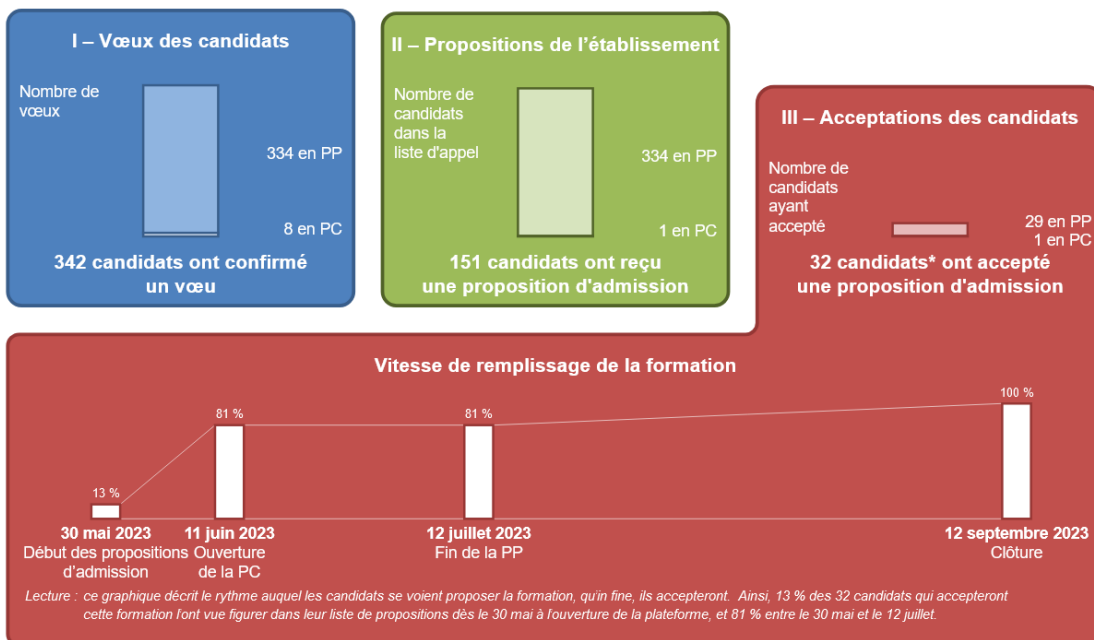 I – Vœux des candidats
Nombre de
vœux
334 en PP
8 en PC
342 candidats ont confirmé
un vœu
II – Propositions de l'établissement
Nombre de
candidats
dans la
liste d'appel
334 en PP
1 en PC
151 candidats ont reçu
une proposition d'admission
III – Acceptations des candidats
Nombre de
candidats
ayant
accepté
29 en PP
1 en PC
32 candidats* ont accepté
une proposition d'admission
Vitesse de remplissage de la formation
13 %
81 %
81 %
100 %
30 mai 2023
Début des propositions
d'admission
11 juin 2023
Ouverture
de la PC
12 juillet 2023
Fin de la PP
12 septembre 2023
Clôture
Lecture : ce graphique décrit le rythme auquel les candidats se voient proposer la formation, qu'in fine, ils accepteront. Ainsi, 13 % des 32 candidats qui accepteront
cette formation l'ont vue figurer dans leur liste de propositions dès le 30 mai à l'ouverture de la plateforme, et 81 % entre le 30 mai et le 12 juillet.